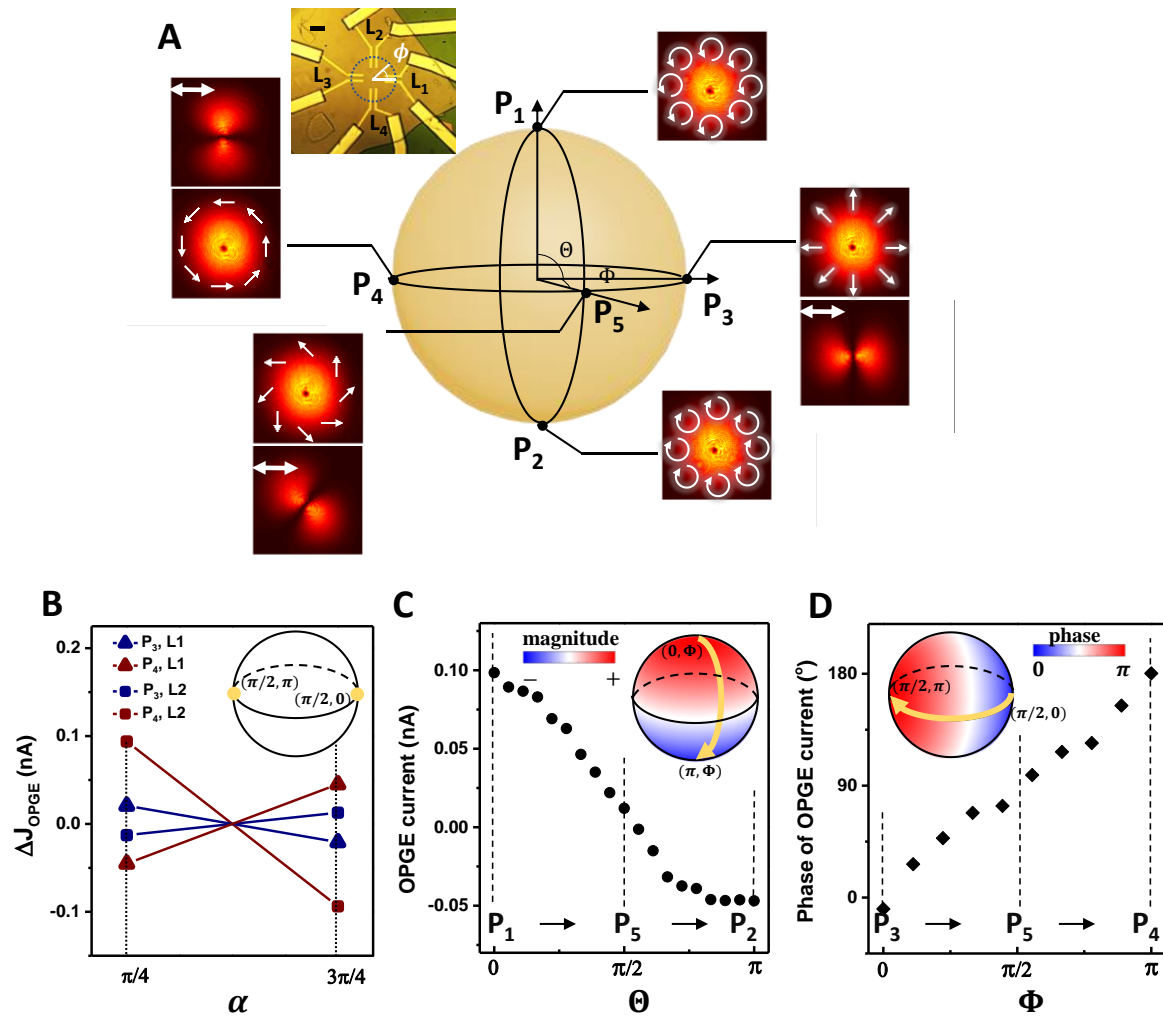 A
L₂
ϕ
L₃
L₁
L₄
P₁
Θ
Φ
P₄
P₅
P₃
P₂
B
ΔJ_OPGE (nA)
0.2
0.1
0.0
-0.1
P₃, L1
P₄, L1
P₃, L2
P₄, L2
(π/2, π)
(π/2, 0)
π/4
3π/4
α
C
OPGE current (nA)
0.10
0.05
0.00
-0.05
magnitude
− +
(0, Φ)
(π, Φ)
P₁ → P₅ → P₂
0
π/2
π
Θ
D
Phase of OPGE current (°)
180
90
0
phase
0 π
(π/2, π)
(π/2, 0)
P₃ → P₅ → P₄
0
π/2
π
Φ